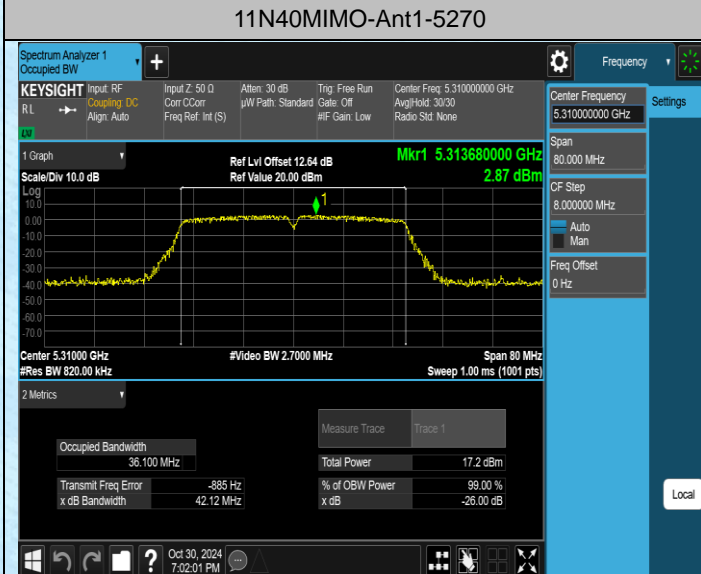 11N40MIMO-Ant1-5270
Spectrum Analyzer 1
Occupied BW
Frequency
KEYSIGHT
RL
LXI
Input: RF
Coupling: DC
Align: Auto
Input Z: 50 Ω
Corr CCorr
Freq Ref: Int (S)
Atten: 30 dB
µW Path: Standard
Trig: Free Run
Gate: Off
#IF Gain: Low
Center Freq: 5.310000000 GHz
Avg|Hold: 30/30
Radio Std: None
Center Frequency
5.310000000 GHz
Settings
Span
80.000 MHz
CF Step
8.000000 MHz
Auto
Man
Freq Offset
0 Hz
1 Graph
Scale/Div 10.0 dB
Ref Lvl Offset 12.64 dB
Ref Value 20.00 dBm
Mkr1 5.313680000 GHz
2.87 dBm
Log
10.0
0.00
-10.0
-20.0
-30.0
-40.0
-50.0
-60.0
-70.0
1
Center 5.31000 GHz
#Res BW 820.00 kHz
#Video BW 2.7000 MHz
Span 80 MHz
Sweep 1.00 ms (1001 pts)
2 Metrics
Measure Trace Trace 1
Occupied Bandwidth
36.100 MHz
Total Power 17.2 dBm
Transmit Freq Error -885 Hz
% of OBW Power 99.00 %
x dB Bandwidth 42.12 MHz
x dB -26.00 dB
Local
Oct 30, 2024
7:02:01 PM